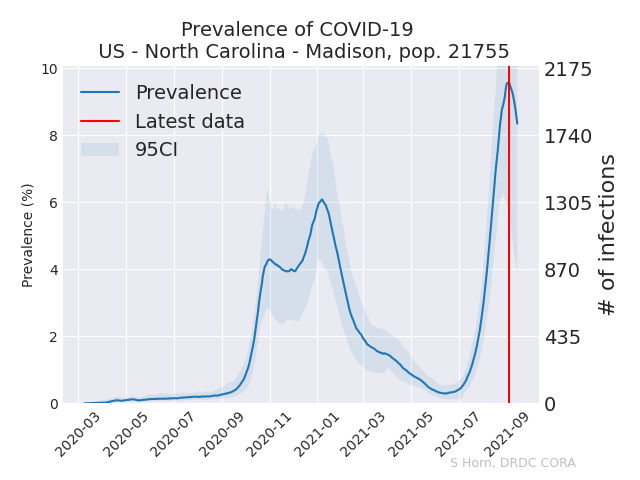 Prevalence of COVID-19
US - North Carolina - Madison, pop. 21755
Prevalence
Latest data
95CI
Prevalence (%)
10
8
6
4
2
0
2175
1740
1305
870
435
0
# of infections
2020-03
2020-05
2020-07
2020-09
2020-11
2021-01
2021-03
2021-05
2021-07
2021-09
S Horn, DRDC CORA